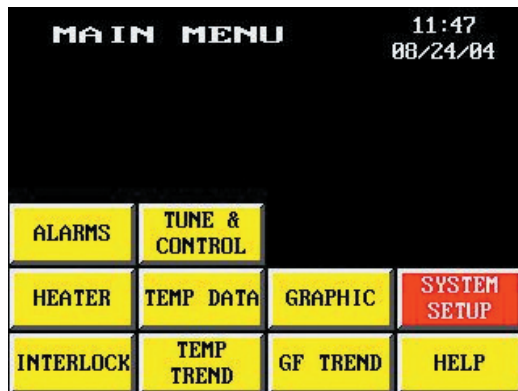 MAIN MENU
11:47
08/24/04
ALARMS
TUNE &
CONTROL
HEATER
TEMP DATA
GRAPHIC
SYSTEM
SETUP
INTERLOCK
TEMP
TREND
GF TREND
HELP